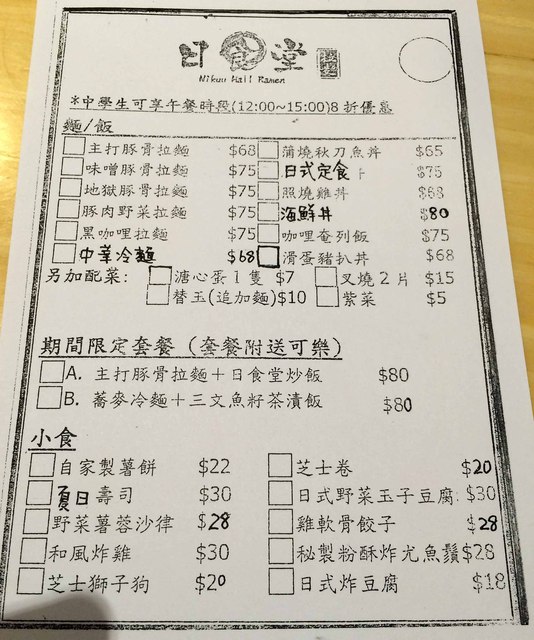 日食堂
Nikuu Hall Ramen
*中學生可享午餐時段(12:00~15:00)8折優惠
麵/飯
主打豚骨拉麵 $68 蒲燒秋刀魚丼 $65
味噌豚骨拉麵 $75 日式定食 $75
地獄豚骨拉麵 $75 照燒雞丼 $68
豚肉野菜拉麵 $75 海鮮丼 $80
黑咖哩拉麵 $75 咖哩奄列飯 $75
中華冷麵 $68 滑蛋豬扒丼 $68
另加配菜: 溏心蛋1隻 $7 叉燒2片 $15
替玉(追加麵)$10 紫菜 $5
期間限定套餐 (套餐附送可樂)
A. 主打豚骨拉麵+日食堂炒飯 $80
B. 蕎麥冷麵+三文魚籽茶漬飯 $80
小食
自家製薯餅 $22 芝士卷 $20
夏日壽司 $30 日式野菜玉子豆腐 $30
野菜薯蓉沙律 $28 雞軟骨餃子 $28
和風炸雞 $30 秘製粉酥炸尤魚鬚$28
芝士獅子狗 $20 日式炸豆腐 $18